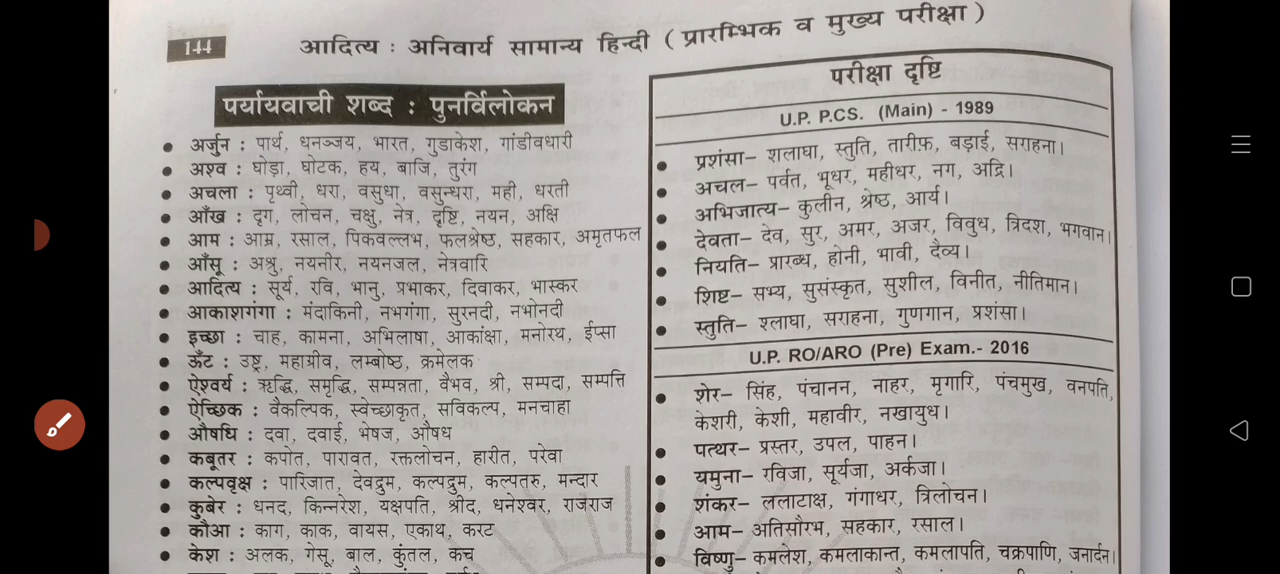 144
आदित्य : अनिवार्य सामान्य हिन्दी ( प्रारम्भिक व मुख्य परीक्षा )
पर्यायवाची शब्द : पुनर्विलोकन
• अर्जुन : पार्थ, धनञ्जय, भारत, गुडाकेश, गांडीवधारी
• अश्व : घोड़ा, घोटक, हय, बाजि, तुरंग
• अचला : पृथ्वी, धरा, वसुधा, वसुन्धरा, मही, धरती
• आँख : दृग, लोचन, चक्षु, नेत्र, दृष्टि, नयन, अक्षि
• आम : आम्र, रसाल, पिकवल्लभ, फलश्रेष्ठ, सहकार, अमृतफल
• आँसू : अश्रु, नयनीर, नयनजल, नेत्रवारि
• आदित्य : सूर्य, रवि, भानु, प्रभाकर, दिवाकर, भास्कर
• आकाशगंगा : मंदाकिनी, नभगंगा, सुरनदी, नभोनदी
• इच्छा : चाह, कामना, अभिलाषा, आकांक्षा, मनोरथ, ईप्सा
• ऊँट : उष्ट्र, महाग्रीव, लम्बोष्ठ, क्रमेलक
• ऐश्वर्य : ऋद्धि, समृद्धि, सम्पन्नता, वैभव, श्री, सम्पदा, सम्पत्ति
• ऐच्छिक : वैकल्पिक, स्वेच्छाकृत, सविकल्प, मनचाहा
• औषधि : दवा, दवाई, भेषज, औषध
• कबूतर : कपोत, पारावत, रक्तलोचन, हारीत, परेवा
• कल्पवृक्ष : पारिजात, देवद्रुम, कल्पद्रुम, कल्पतरु, मन्दार
• कुबेर : धनद, किन्नरेश, यक्षपति, श्रीद, धनेश्वर, राजराज
• कौआ : काग, काक, वायस, एकाथ, करट
• केश : अलक, गेसू, बाल, कुंतल, कच
परीक्षा दृष्टि
U.P. P.CS. (Main) - 1989
• प्रशंसा– शलाघा, स्तुति, तारीफ़, बड़ाई, सराहना।
• अचल– पर्वत, भूधर, महीधर, नग, अद्रि।
• अभिजात्य– कुलीन, श्रेष्ठ, आर्य।
• देवता– देव, सुर, अमर, अजर, विवुध, त्रिदश, भगवान।
• नियति– प्रारब्ध, होनी, भावी, दैव्य।
• शिष्ट– सभ्य, सुसंस्कृत, सुशील, विनीत, नीतिमान।
• स्तुति– श्लाघा, सराहना, गुणगान, प्रशंसा।
U.P. RO/ARO (Pre) Exam.- 2016
• शेर– सिंह, पंचानन, नाहर, मृगारि, पंचमुख, वनपति,
केशरी, केशी, महावीर, नखायुध।
• पत्थर– प्रस्तर, उपल, पाहन।
• यमुना– रविजा, सूर्यजा, अर्कजा।
• शंकर– ललाटाक्ष, गंगाधर, त्रिलोचन।
• आम– अतिसौरभ, सहकार, रसाल।
• विष्णु– कमलेश, कमलाकान्त, कमलापति, चक्रपाणि, जनार्दन।